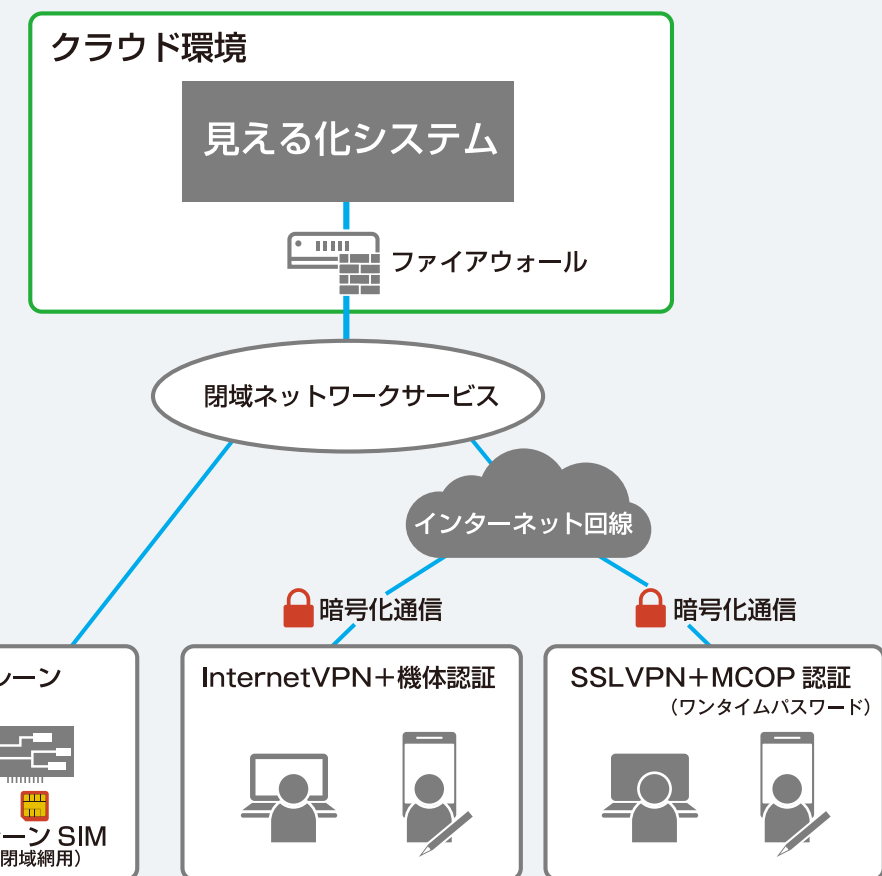 クラウド環境
見える化システム
ファイアウォール
閉域ネットワークサービス
インターネット回線
暗号化通信
暗号化通信
ーン
InternetVPN+機体認証
SSLVPN+MCOP 認証
(ワンタイムパスワード)
ーン SIM
閉域網用)